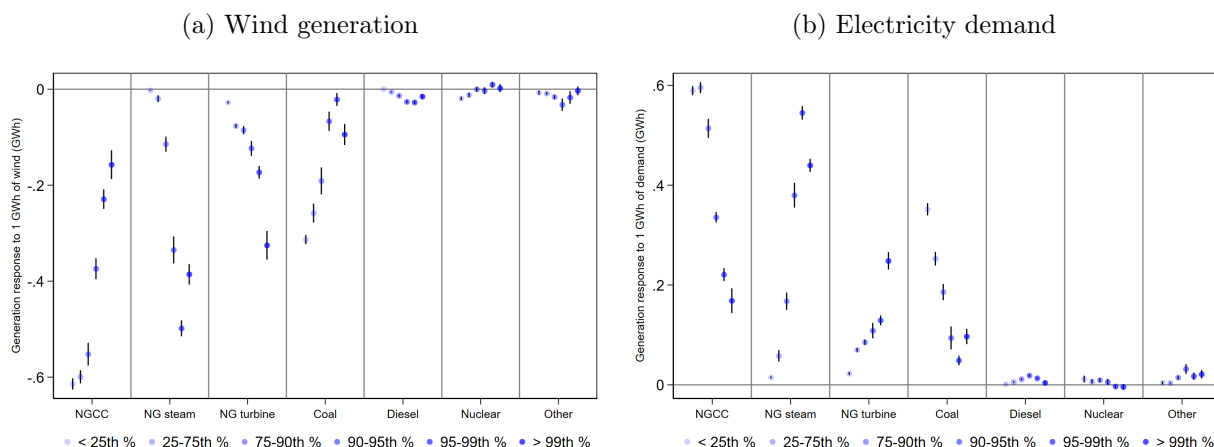 (a) Wind generation
Generation response to 1 GWh of wind (GWh)
0
-.2
-.4
-.6
NGCC NG steam NG turbine Coal Diesel Nuclear Other
< 25th % 25-75th % 75-90th % 90-95th % 95-99th % > 99th %
(b) Electricity demand
Generation response to 1 GWh of demand (GWh)
.6
.4
.2
0
NGCC NG steam NG turbine Coal Diesel Nuclear Other
< 25th % 25-75th % 75-90th % 90-95th % 95-99th % > 99th %